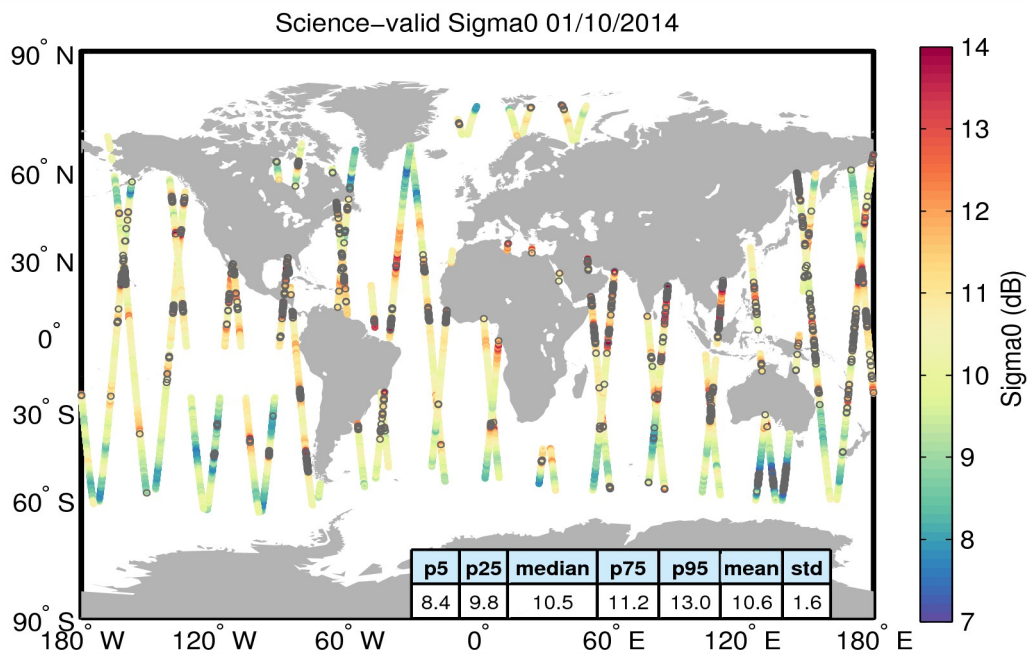 Science−valid Sigma0 01/10/2014
90° N
60° N
30° N
0°
30° S
60° S
90° S
180° W
120° W
60° W
0°
60° E
120° E
180° E
p5 p25 median p75 p95 mean std
8.4 9.8 10.5 11.2 13.0 10.6 1.6
14
13
12
11
10
9
8
7
Sigma0 (dB)